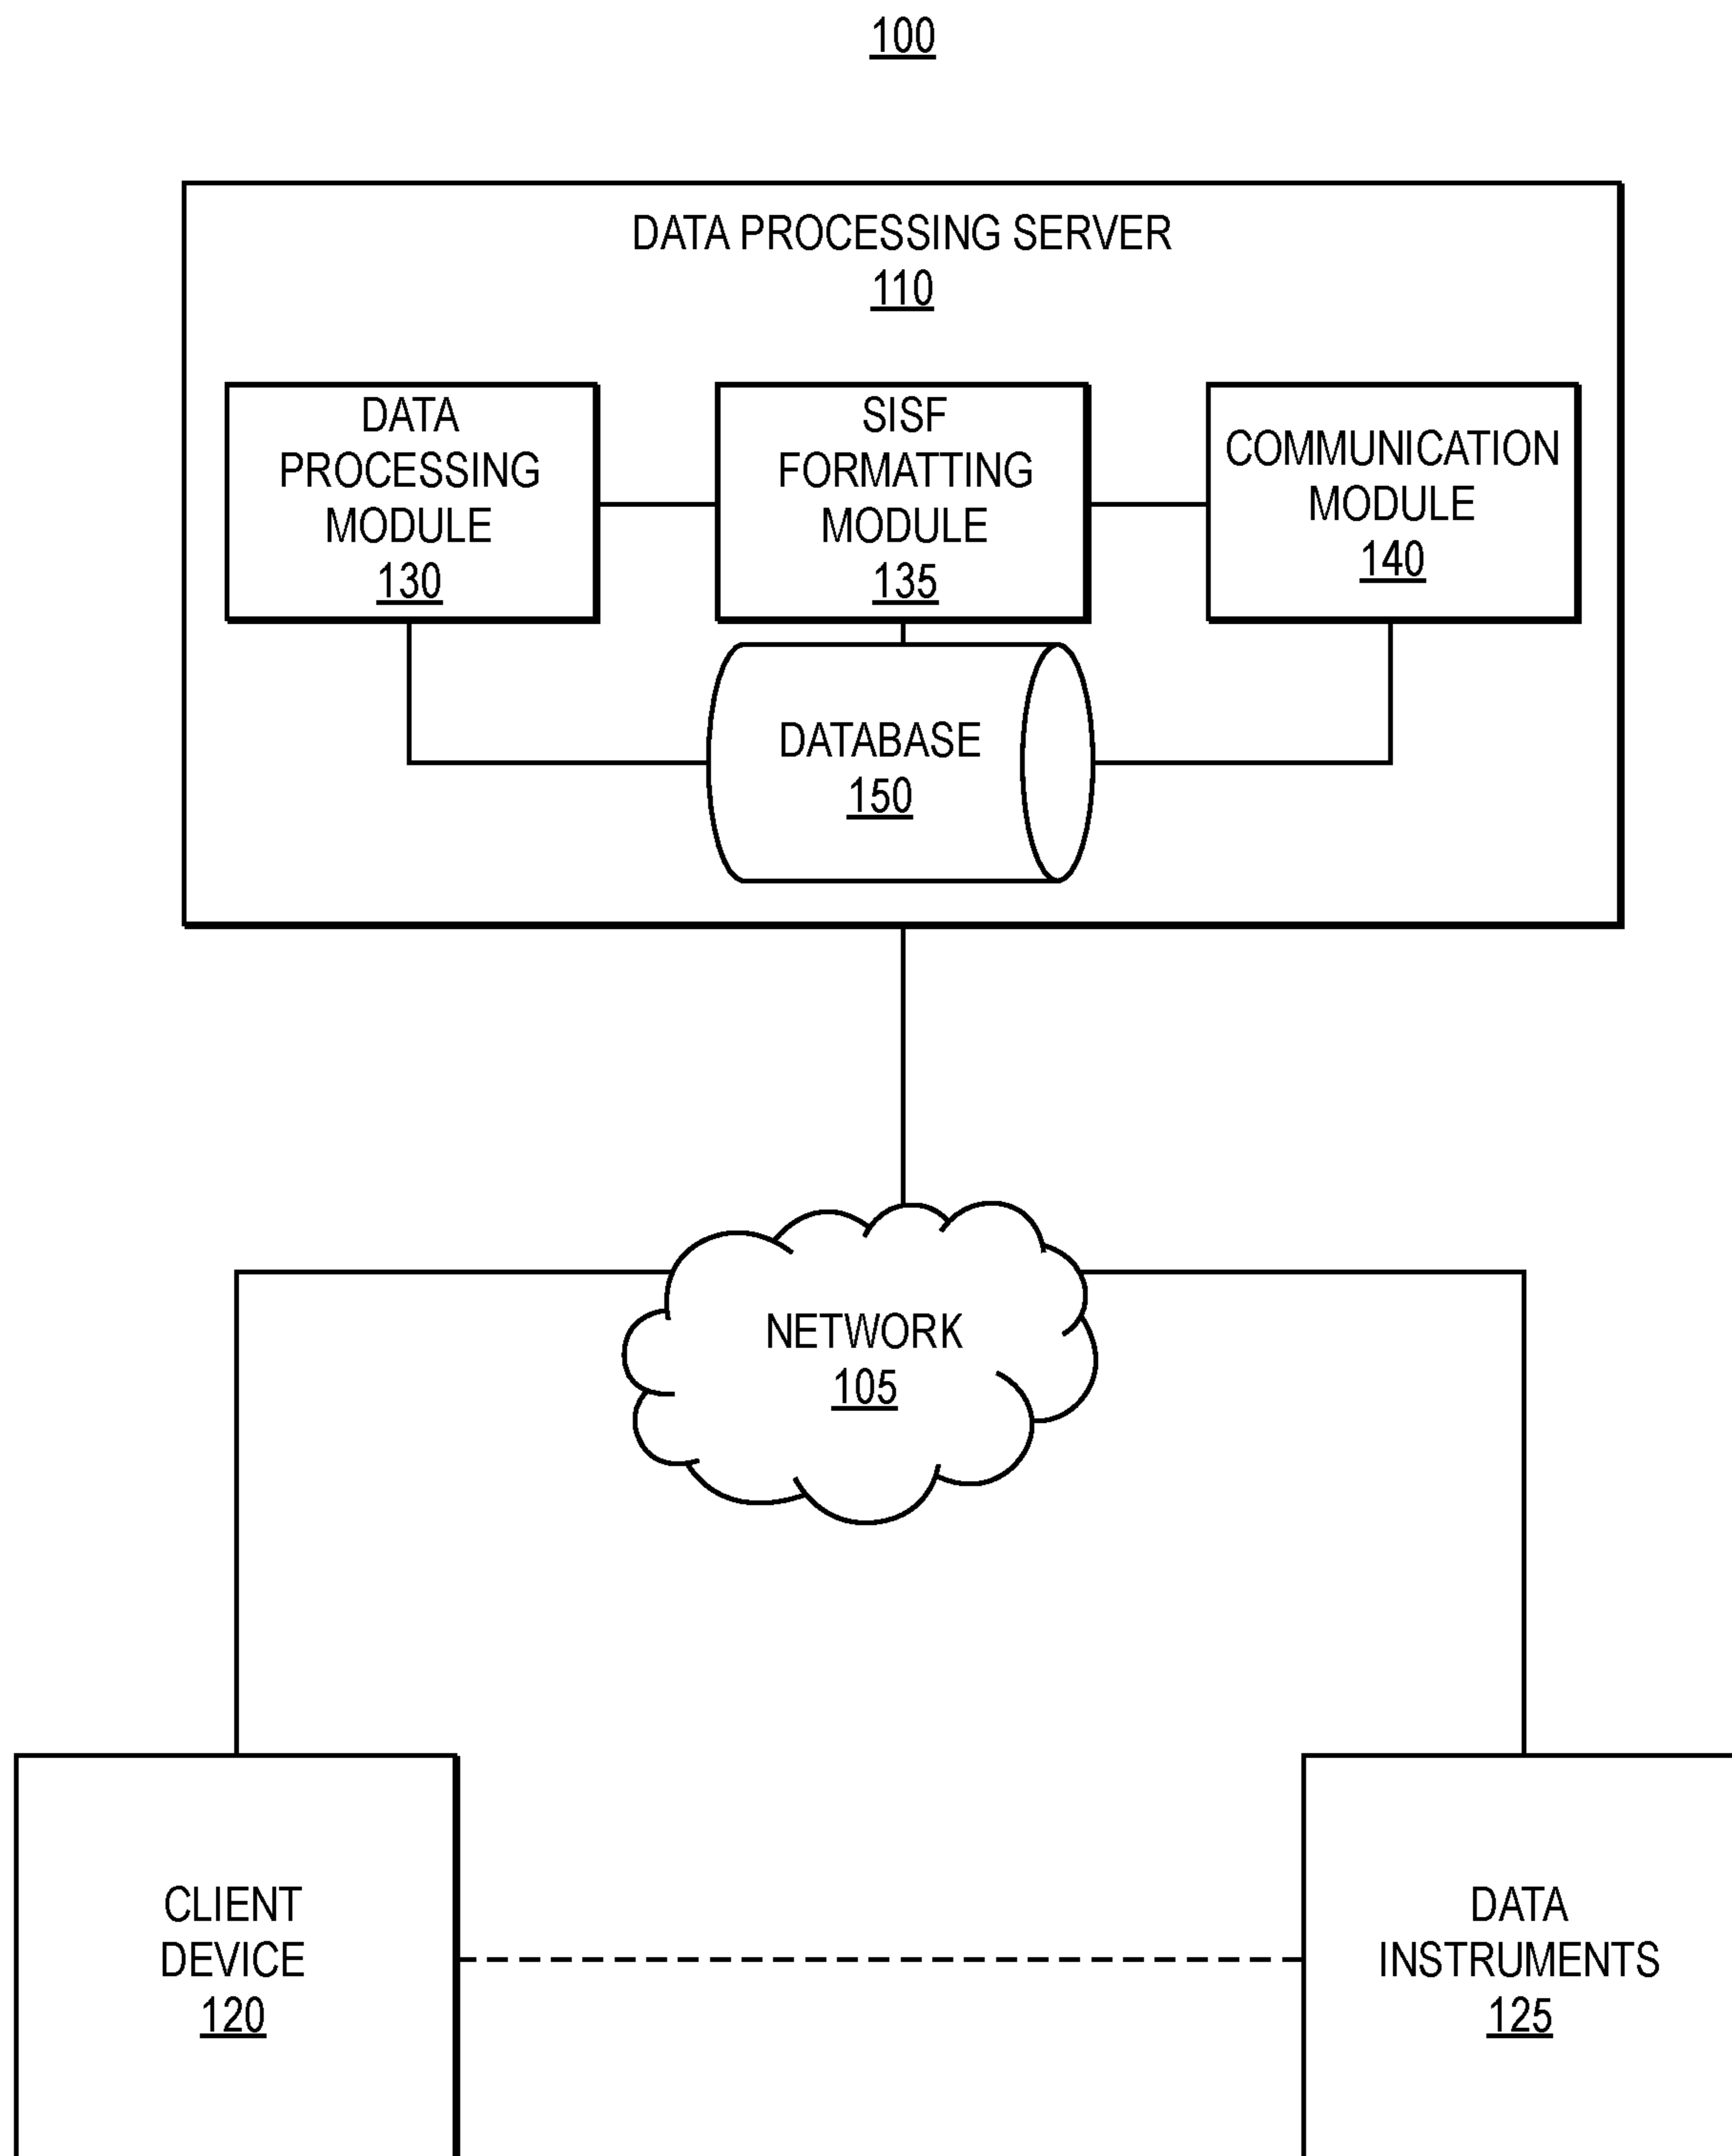 100
DATA PROCESSING SERVER
110
DATA
PROCESSING
MODULE
130
SISF
FORMATTING
MODULE
135
COMMUNICATION
MODULE
140
DATABASE
150
NETWORK
105
CLIENT
DEVICE
120
DATA
INSTRUMENTS
125